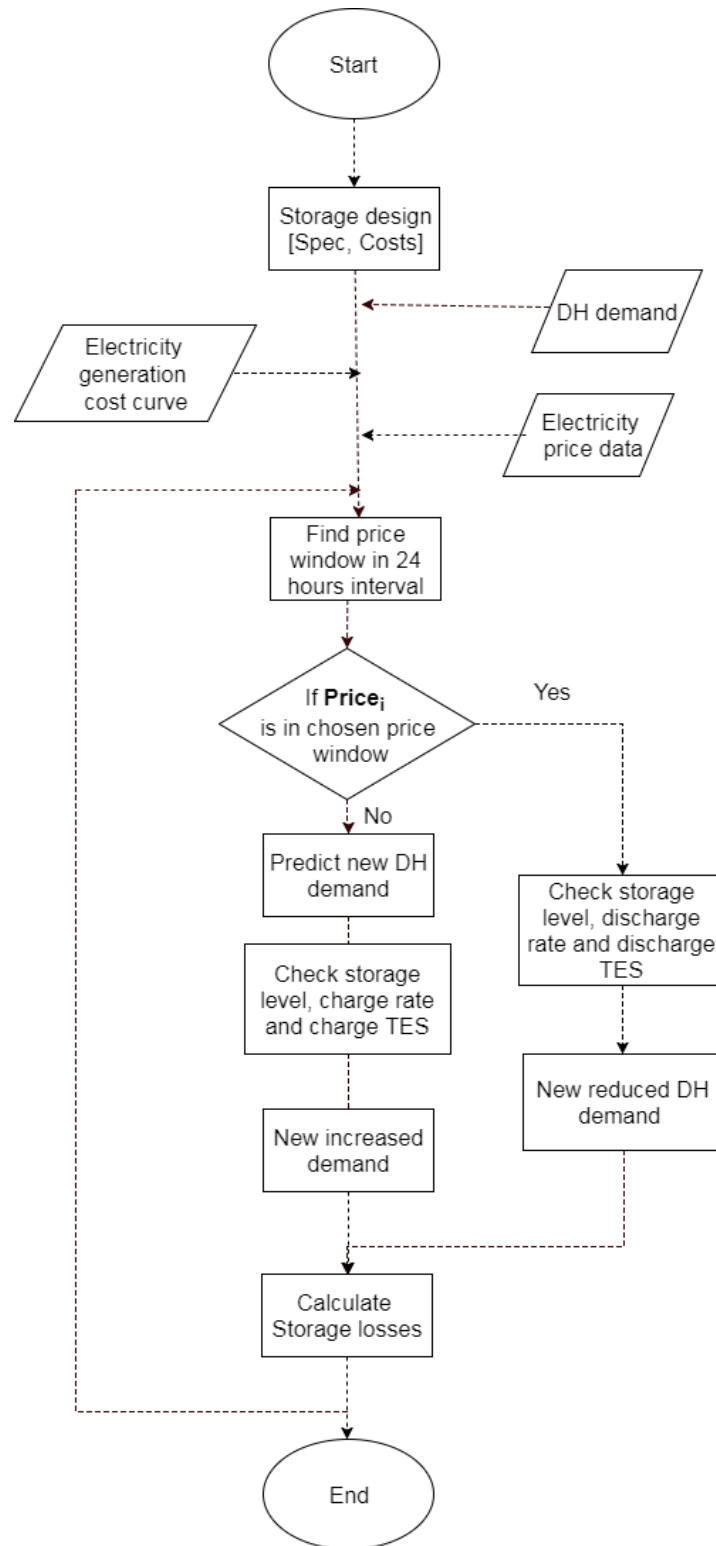 Start
Storage design
[Spec, Costs]
DH demand
Electricity
generation
cost curve
Electricity
price data
Find price
window in 24
hours interval
If Priceᵢ
is in chosen price
window
Yes
No
Predict new DH
demand
Check storage
level, charge rate
and charge TES
Check storage
level, discharge
rate and discharge
TES
New increased
demand
New reduced DH
demand
Calculate
Storage losses
End